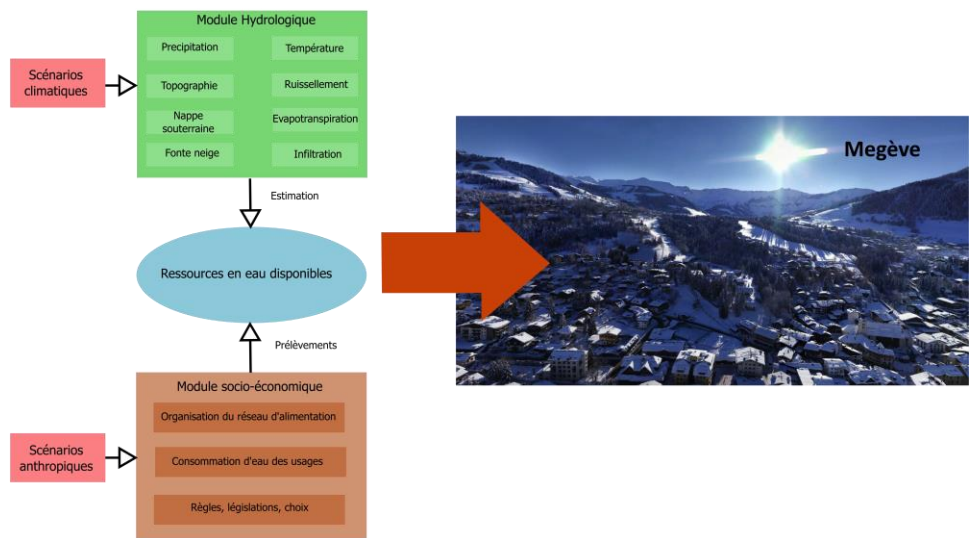 Module Hydrologique
Precipitation
Température
Topographie
Ruissellement
Nappe
souterraine
Evapotranspiration
Fonte neige
Infiltration
Scénarios
climatiques
Estimation
Ressources en eau disponibles
Prélèvements
Module socio-économique
Organisation du réseau d'alimentation
Consommation d'eau des usages
Règles, législations, choix
Scénarios
anthropiques
Megève